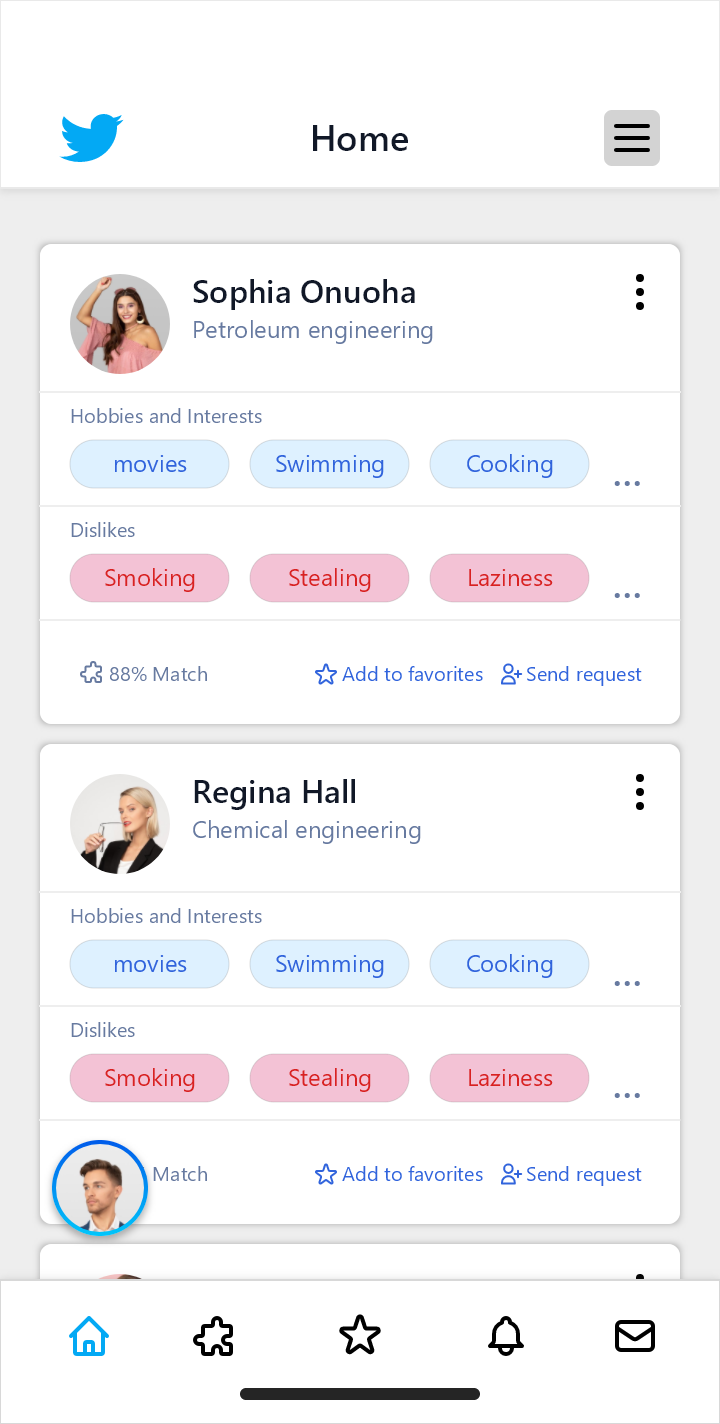 Home
Sophia Onuoha
Petroleum engineering
Hobbies and Interests
movies Swimming Cooking ...
Dislikes
Smoking Stealing Laziness ...
88% Match Add to favorites Send request
Regina Hall
Chemical engineering
Hobbies and Interests
movies Swimming Cooking ...
Dislikes
Smoking Stealing Laziness ...
Match Add to favorites Send request